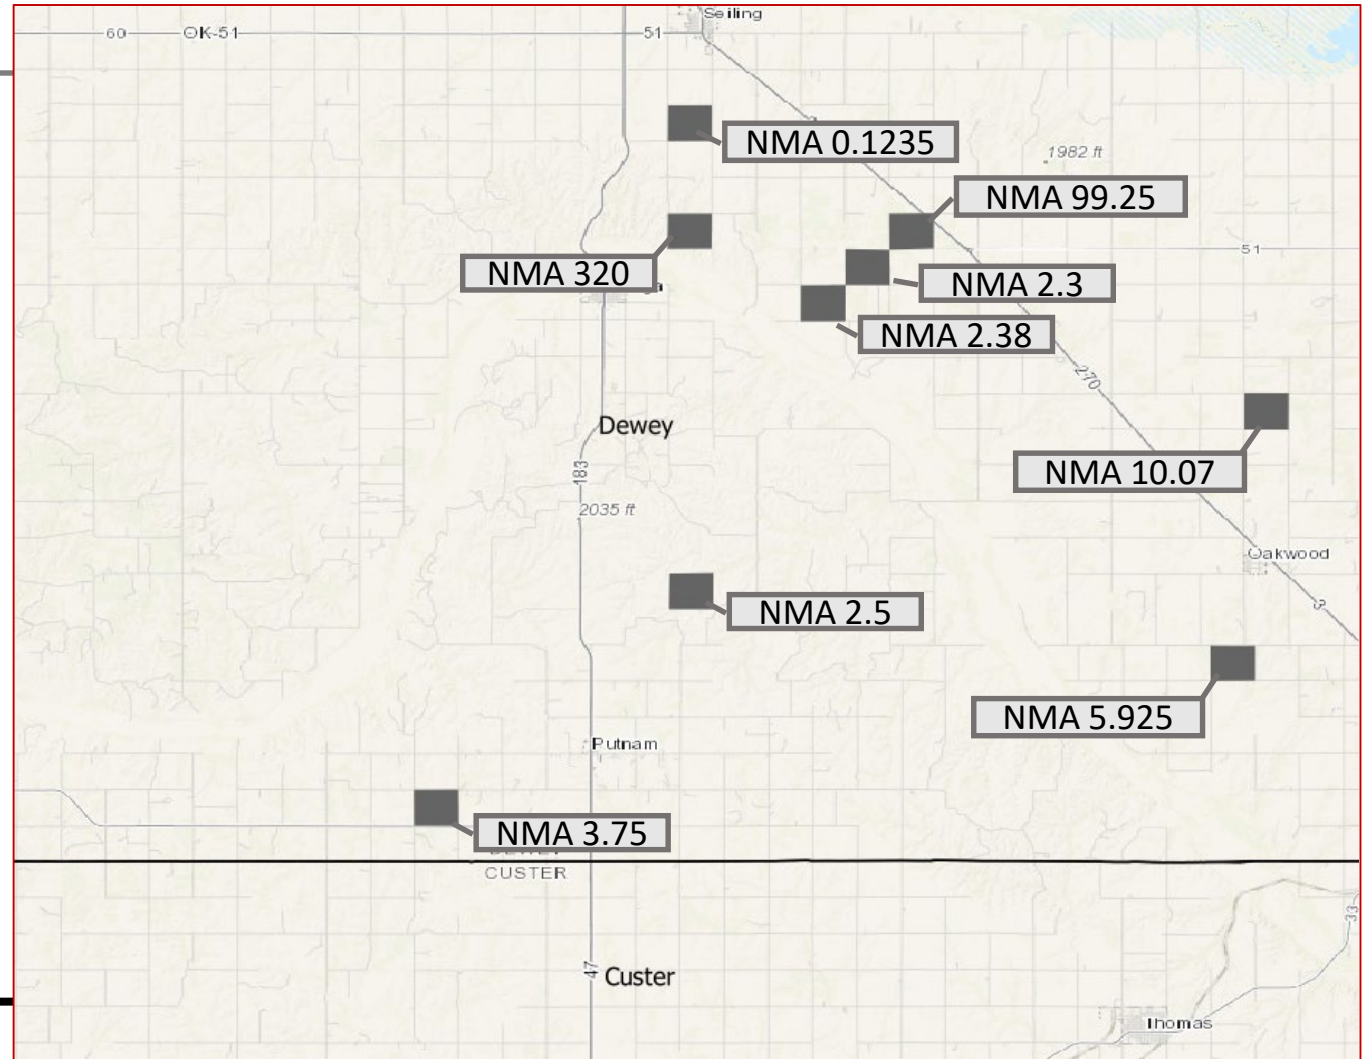 Seiling
60
OK-51
51
NMA 0.1235
1982 ft
NMA 99.25
51
NMA 320
NMA 2.3
NMA 2.38
270
Dewey
NMA 10.07
183
2035 ft
Oakwood
NMA 2.5
3
NMA 5.925
Putnam
NMA 3.75
CUSTER
33
47
Custer
Thomas